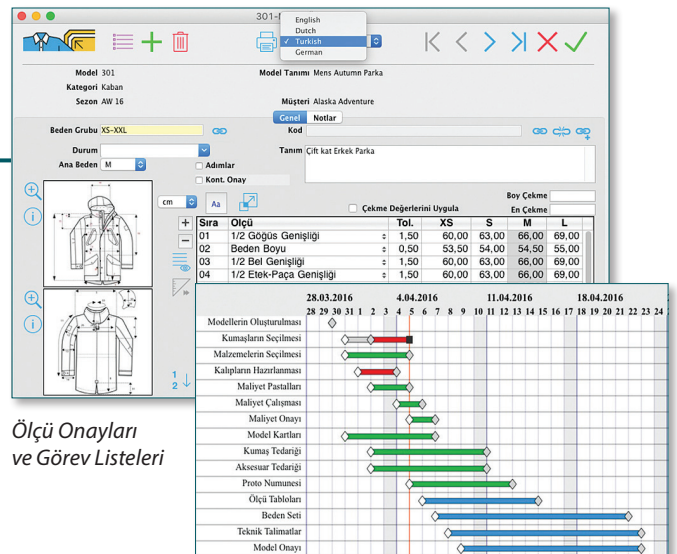 301-
English
Dutch
✓ Turkish
German
Model 301
Model Tanımı Mens Autumn Parka
Kategori Kaban
Sezon AW 16
Müşteri Alaska Adventure
Genel Notlar
Beden Grubu XS-XXL
Kod
Durum
Tanım Çift kat Erkek Parka
Ana Beden M
Adımlar
Kont. Onay
cm
Aa
Çekme Değerlerini Uygula
Boy Çekme
En Çekme
Sıra Ölçü Tol. XS S M L
01 1/2 Göğüs Genişliği 1,50 60,00 63,00 66,00 69,00
02 Beden Boyu 0,50 53,50 54,00 54,50 55,00
03 1/2 Bel Genişliği 1,50 60,00 63,00 66,00 69,00
04 1/2 Etek-Paça Genişliği 1,50 60,00 63,00 66,00 69,00
1
2
28.03.2016 4.04.2016 11.04.2016 18.04.2016
28 29 30 31 1 2 3 4 5 6 7 8 9 10 11 12 13 14 15 16 17 18 19 20 21 22 23 24
Modellerin Oluşturulması
Kumaşların Seçilmesi
Malzemelerin Seçilmesi
Kalıpların Hazırlanması
Maliyet Pastalları
Maliyet Çalışması
Maliyet Onayı
Model Kartları
Kumaş Tedariği
Aksesuar Tedariği
Proto Numunesi
Ölçü Tabloları
Beden Seti
Teknik Talimatlar
Model Onayı
Ölçü Onayları
ve Görev Listeleri